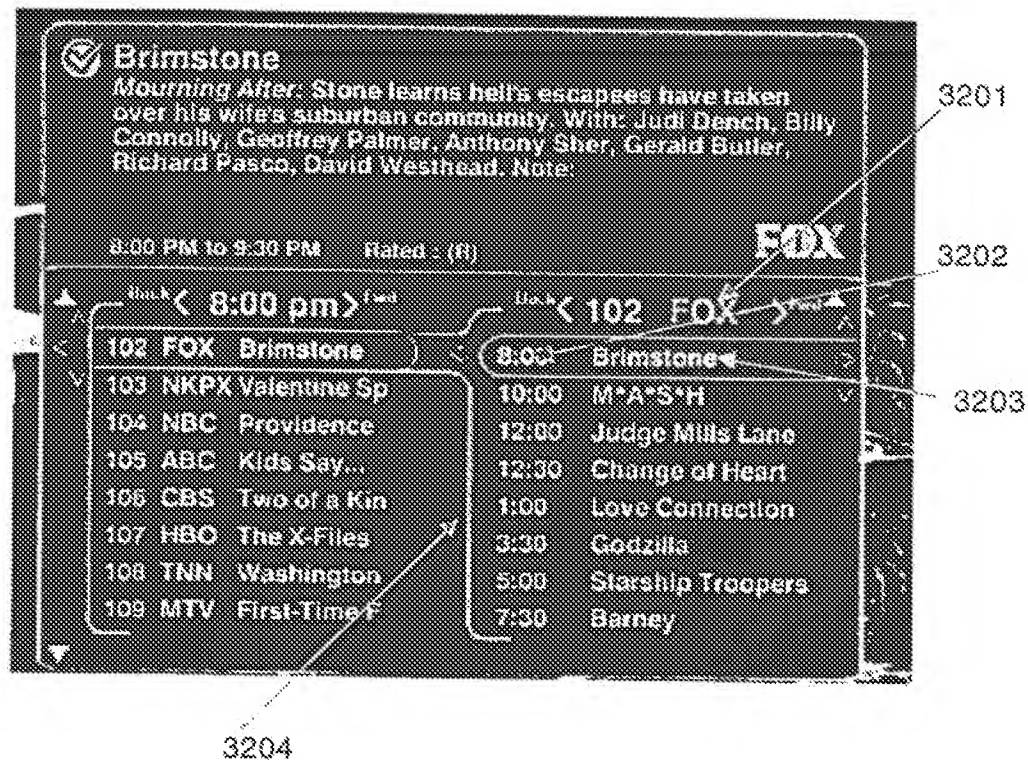 Brimstone
Mourning After: Stone learns hell's escapees have taken
over his wife's suburban community. With: Judi Dench, Billy
Connolly, Geoffrey Palmer, Anthony Sher, Gerald Butler,
Richard Pasco, David Westhead. Note:
8:00 PM to 9:30 PM Rated : (R)
FOX
Back < 8:00 pm > Fwd
Back < 102 FOX > Fwd
102 FOX Brimstone
103 NKPX Valentine Sp
104 NBC Providence
105 ABC Kids Say...
106 CBS Two of a Kin
107 HBO The X-Files
108 TNN Washington
109 MTV First-Time F
8:00 Brimstone
10:00 M*A*S*H
12:00 Judge Mills Lane
12:30 Change of Heart
1:00 Love Connection
3:30 Godzilla
5:00 Starship Troopers
7:30 Barney
3201
3202
3203
3204